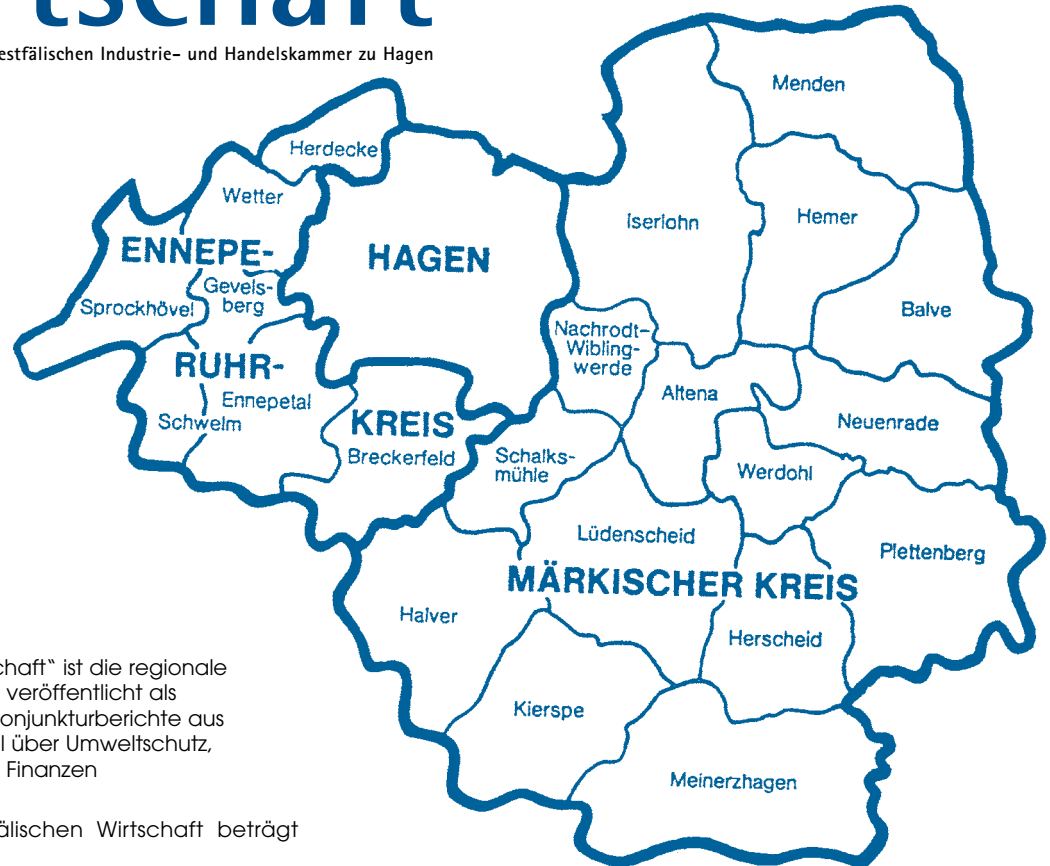 tschaft
estfälischen Industrie- und Handelskammer zu Hagen
Menden
Herdecke
Wetter
Iserlohn
Hemer
ENNEPE-
HAGEN
Gevels-
berg
Sprockhövel
Balve
Nachrodt-
Wibling-
werde
RUHR-
Ennepetal
Altena
Schwelm
KREIS
Neuenrade
Breckerfeld
Schalks-
mühle
Werdohl
Lüdenscheid
Plettenberg
MÄRKISCHER KREIS
Halver
Herscheid
Kierspe
Meinerzhagen
chaft“ ist die regionale
veröffentlicht als
onjunkturberichte aus
l über Umweltschutz,
Finanzen
älischen Wirtschaft beträgt